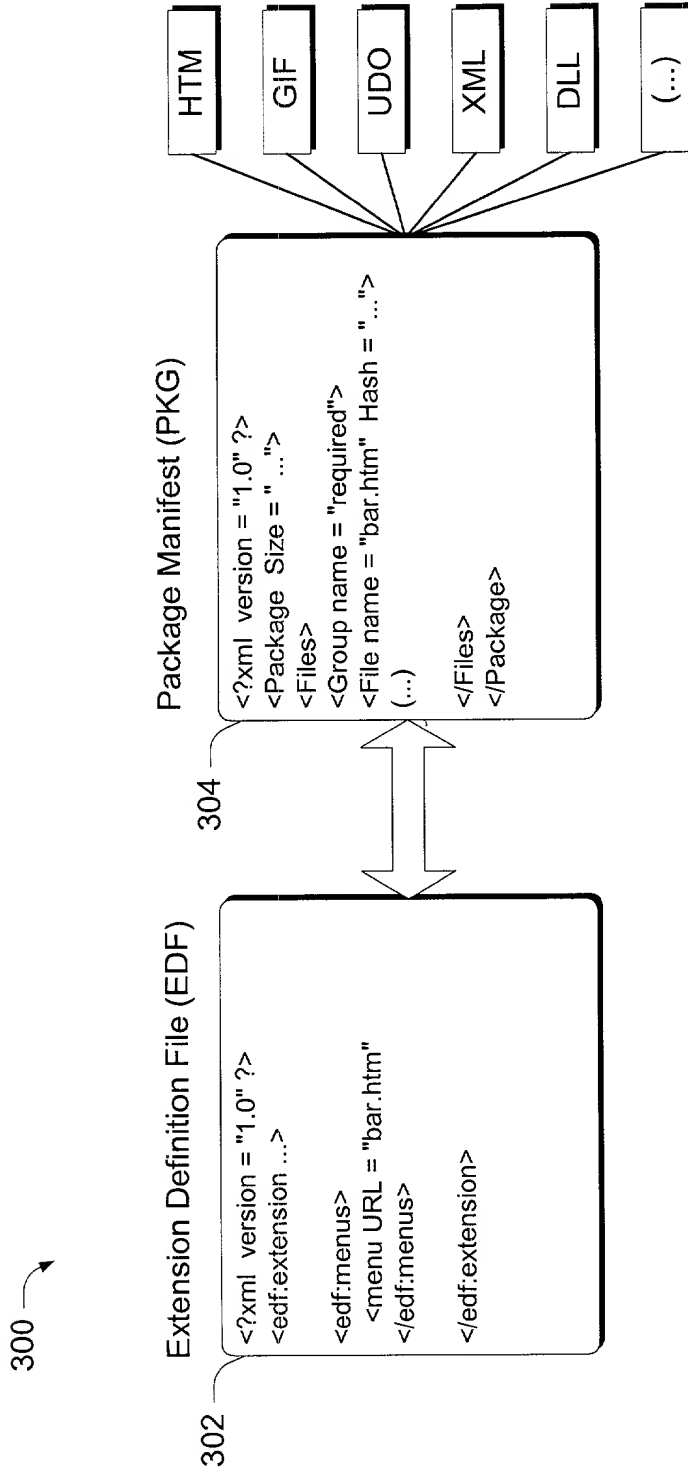 300
Extension Definition File (EDF)
302
<?xml version = "1.0" ?>
<edf:extension ...>
<edf:menus>
<menu URL = "bar.htm"
</edf:menus>
</edf:extension>
Package Manifest (PKG)
304
<?xml version = "1.0" ?>
<Package Size = " ...">
<Files>
<Group name = "required">
<File name = "bar.htm" Hash = "...">
(...)
</Files>
</Package>
HTM
GIF
UDO
XML
DLL
(...)